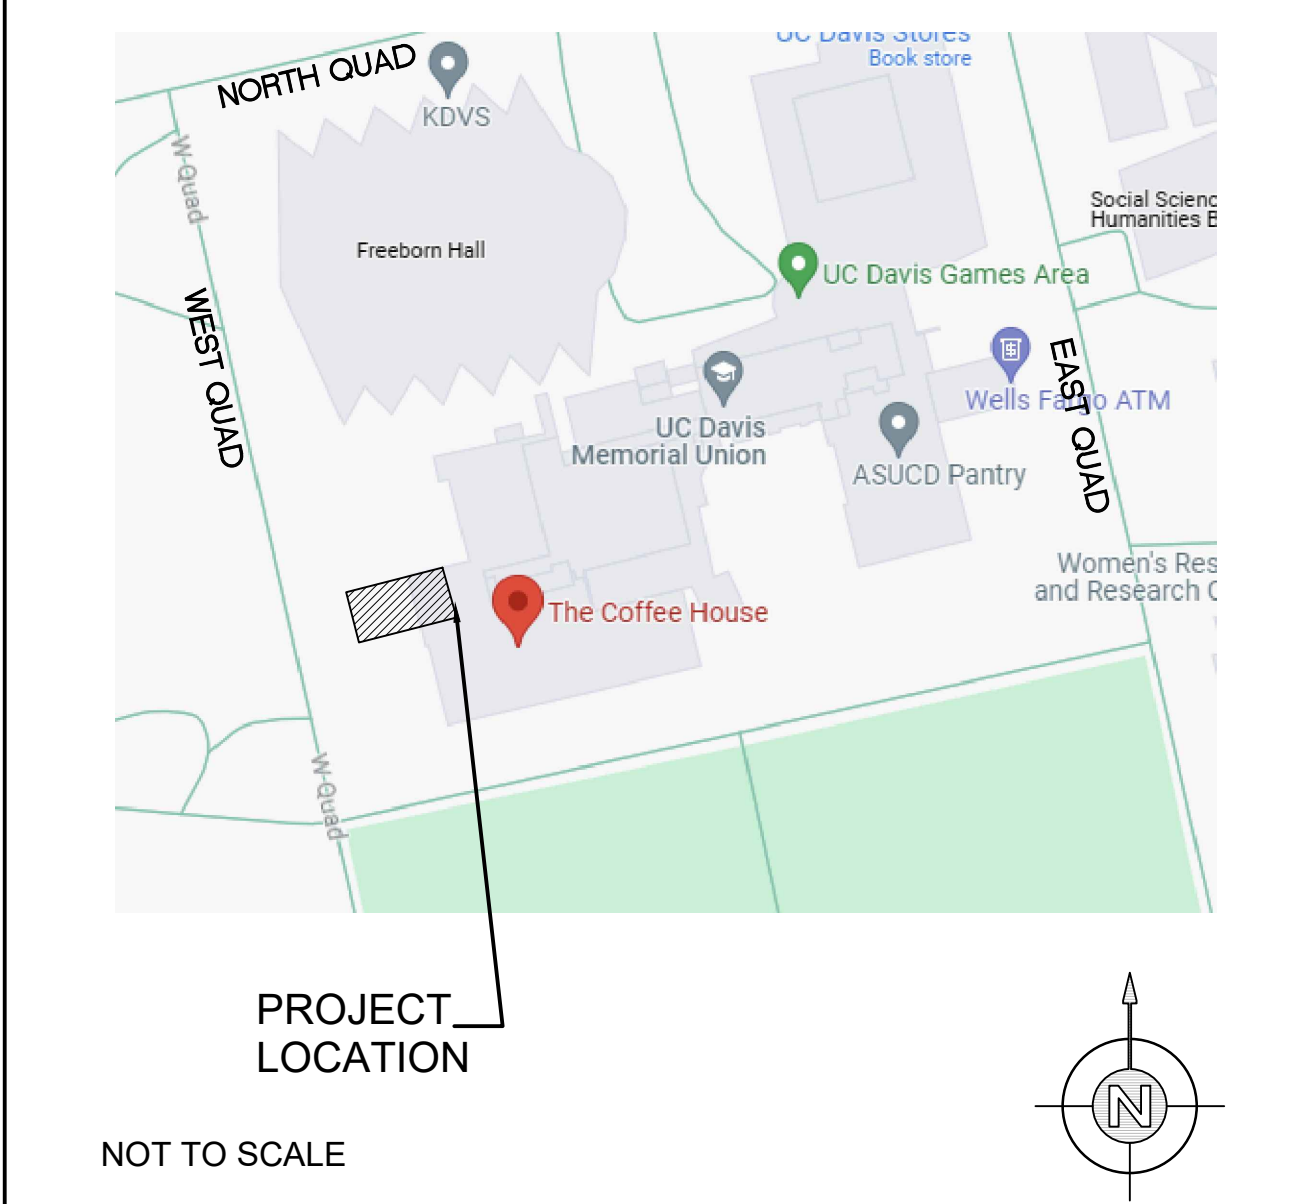 UC Davis Stores
Book store
NORTH QUAD
KDVS
W-Quad
Freeborn Hall
Social Scienc
Humanities B
UC Davis Games Area
WEST QUAD
EAST QUAD
Wells Fargo ATM
UC Davis
Memorial Union
ASUCD Pantry
Women's Res
and Research C
The Coffee House
W-Quad
PROJECT
LOCATION
N
NOT TO SCALE